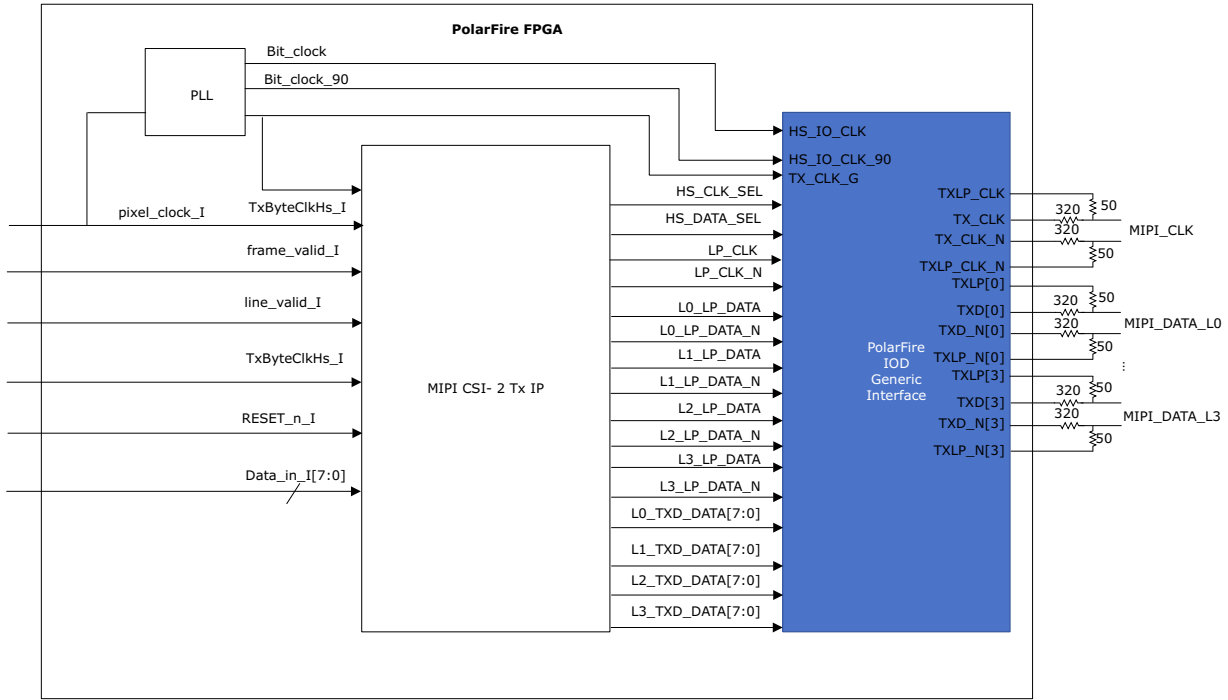 PolarFire FPGA
Bit_clock
Bit_clock_90
PLL
HS_IO_CLK
HS_IO_CLK_90
TX_CLK_G
pixel_clock_I
TxByteClkHs_I
frame_valid_I
line_valid_I
TxByteClkHs_I
RESET_n_I
Data_in_I[7:0]
MIPI CSI- 2 Tx IP
HS_CLK_SEL
HS_DATA_SEL
LP_CLK
LP_CLK_N
L0_LP_DATA
L0_LP_DATA_N
L1_LP_DATA
L1_LP_DATA_N
L2_LP_DATA
L2_LP_DATA_N
L3_LP_DATA
L3_LP_DATA_N
L0_TXD_DATA[7:0]
L1_TXD_DATA[7:0]
L2_TXD_DATA[7:0]
L3_TXD_DATA[7:0]
PolarFire
IOD
Generic
Interface
TXLP_CLK
TX_CLK
TX_CLK_N
TXLP_CLK_N
TXLP[0]
TXD[0]
TXD_N[0]
TXLP_N[0]
TXLP[3]
TXD[3]
TXD_N[3]
TXLP_N[3]
50
320
320
50
MIPI_CLK
50
320
320
50
MIPI_DATA_L0
...
50
320
320
50
MIPI_DATA_L3